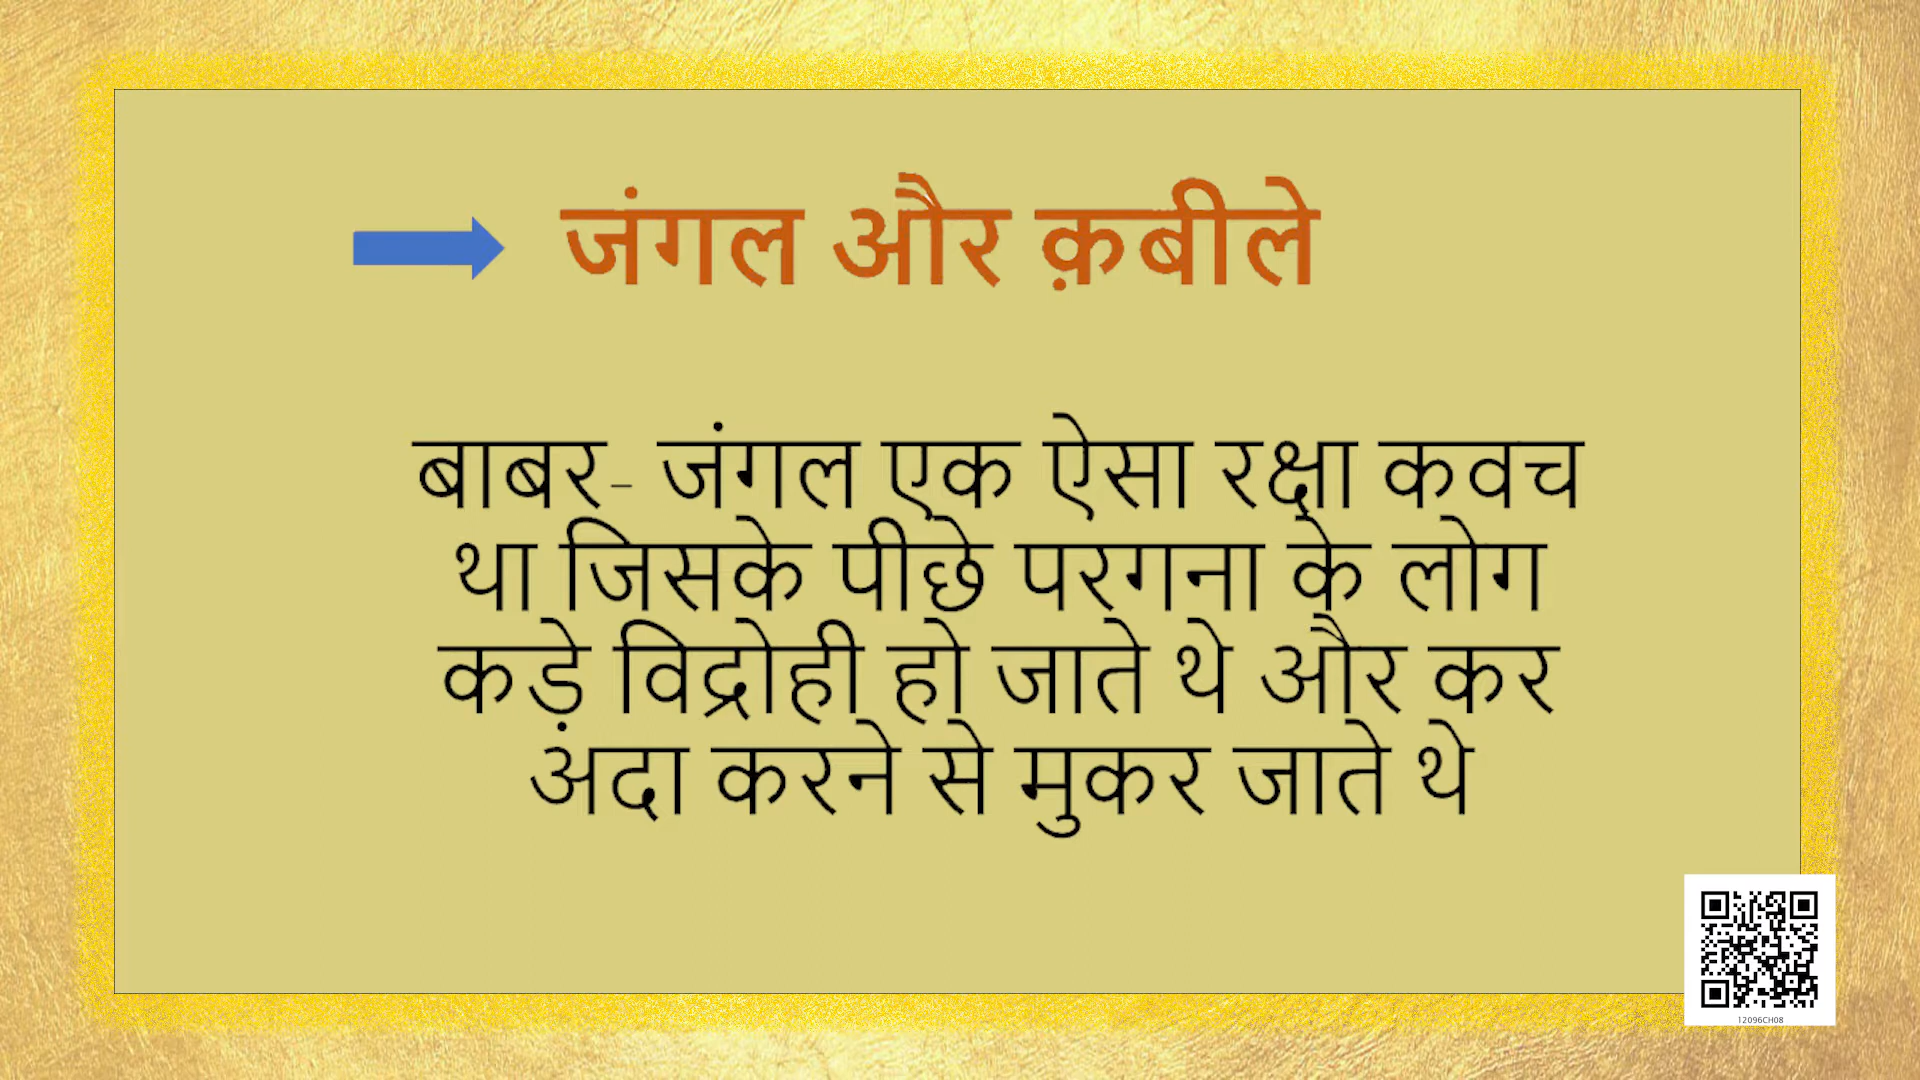 जंगल और क़बीले
बाबर- जंगल एक ऐसा रक्षा कवच
था जिसके पीछे परगना के लोग
कड़े विद्रोही हो जाते थे और कर
अदा करने से मुकर जाते थे
12096CH08